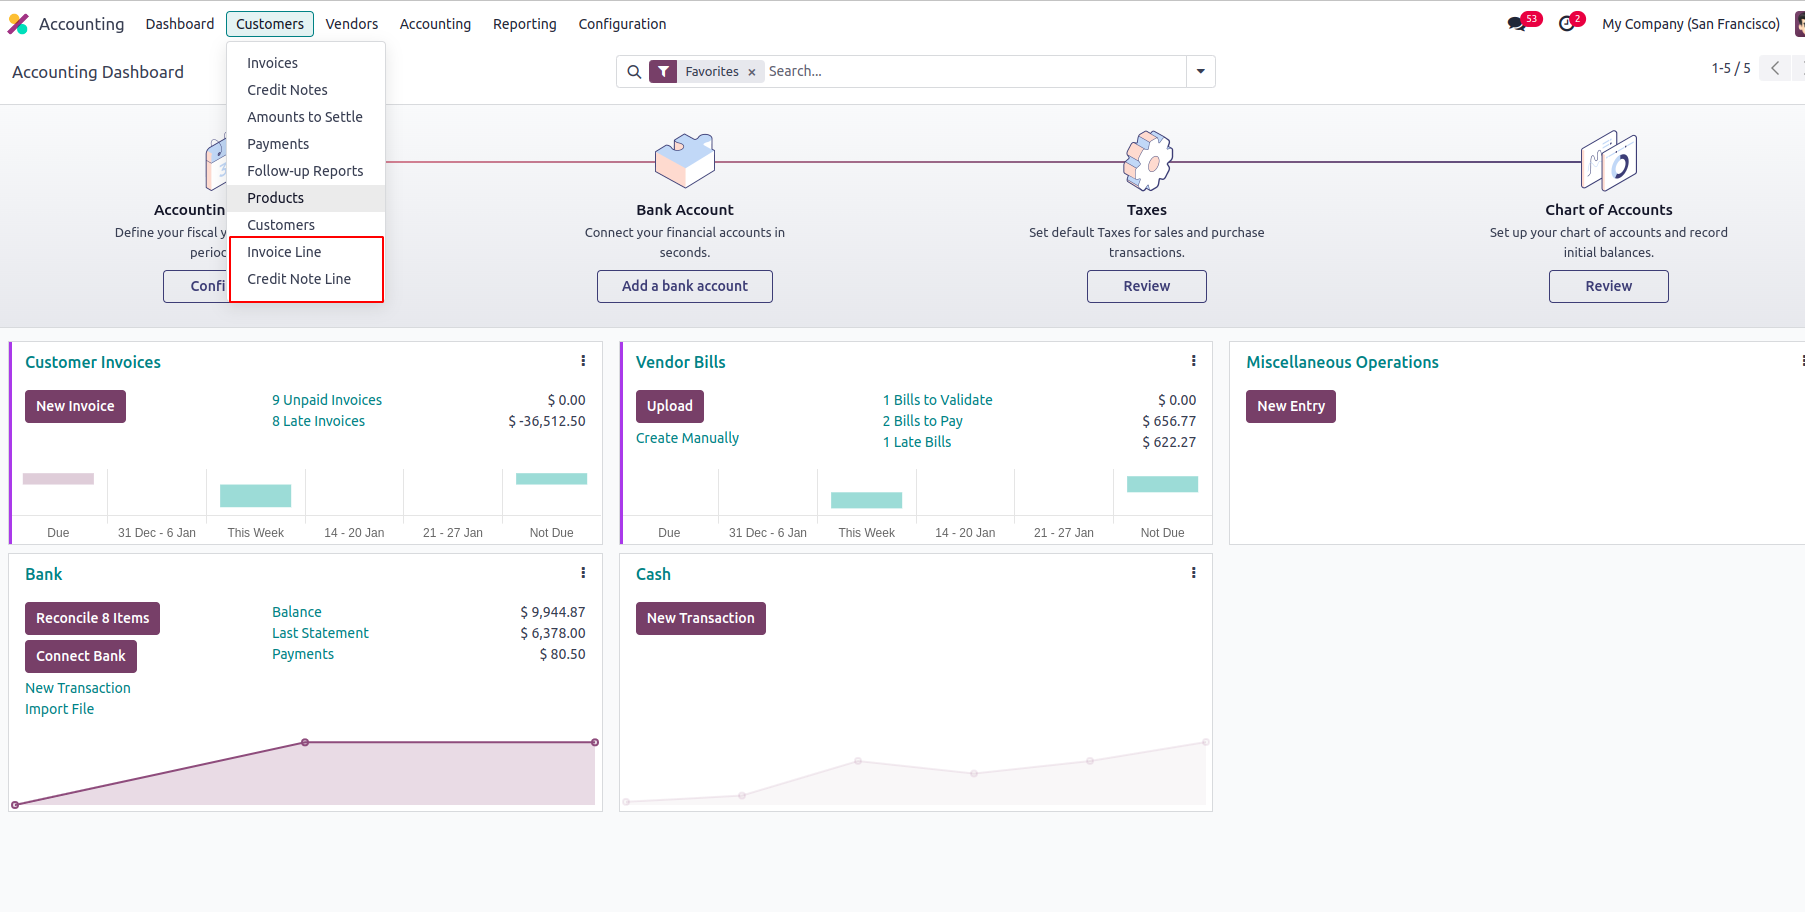 Accounting Dashboard Customers Vendors Accounting Reporting Configuration 53 2 My Company (San Francisco)
Accounting Dashboard Favorites × Search... 1-5 / 5
Invoices
Credit Notes
Amounts to Settle
Payments
Follow-up Reports
Products
Customers
Invoice Line
Credit Note Line
Accountin
Define your fiscal y
perio
Confi
Bank Account
Connect your financial accounts in
seconds.
Add a bank account
Taxes
Set default Taxes for sales and purchase
transactions.
Review
Chart of Accounts
Set up your chart of accounts and record
initial balances.
Review
Customer Invoices
New Invoice
9 Unpaid Invoices $ 0.00
8 Late Invoices $ -36,512.50
Due 31 Dec - 6 Jan This Week 14 - 20 Jan 21 - 27 Jan Not Due
Vendor Bills
Upload
Create Manually
1 Bills to Validate $ 0.00
2 Bills to Pay $ 656.77
1 Late Bills $ 622.27
Due 31 Dec - 6 Jan This Week 14 - 20 Jan 21 - 27 Jan Not Due
Miscellaneous Operations
New Entry
Bank
Reconcile 8 Items
Connect Bank
New Transaction
Import File
Balance $ 9,944.87
Last Statement $ 6,378.00
Payments $ 80.50
Cash
New Transaction